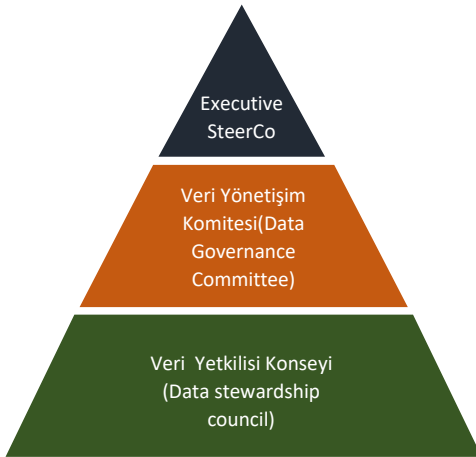 Executive
SteerCo
Veri Yönetişim
Komitesi(Data
Governance
Committee)
Veri  Yetkilisi Konseyi
(Data stewardship
council)